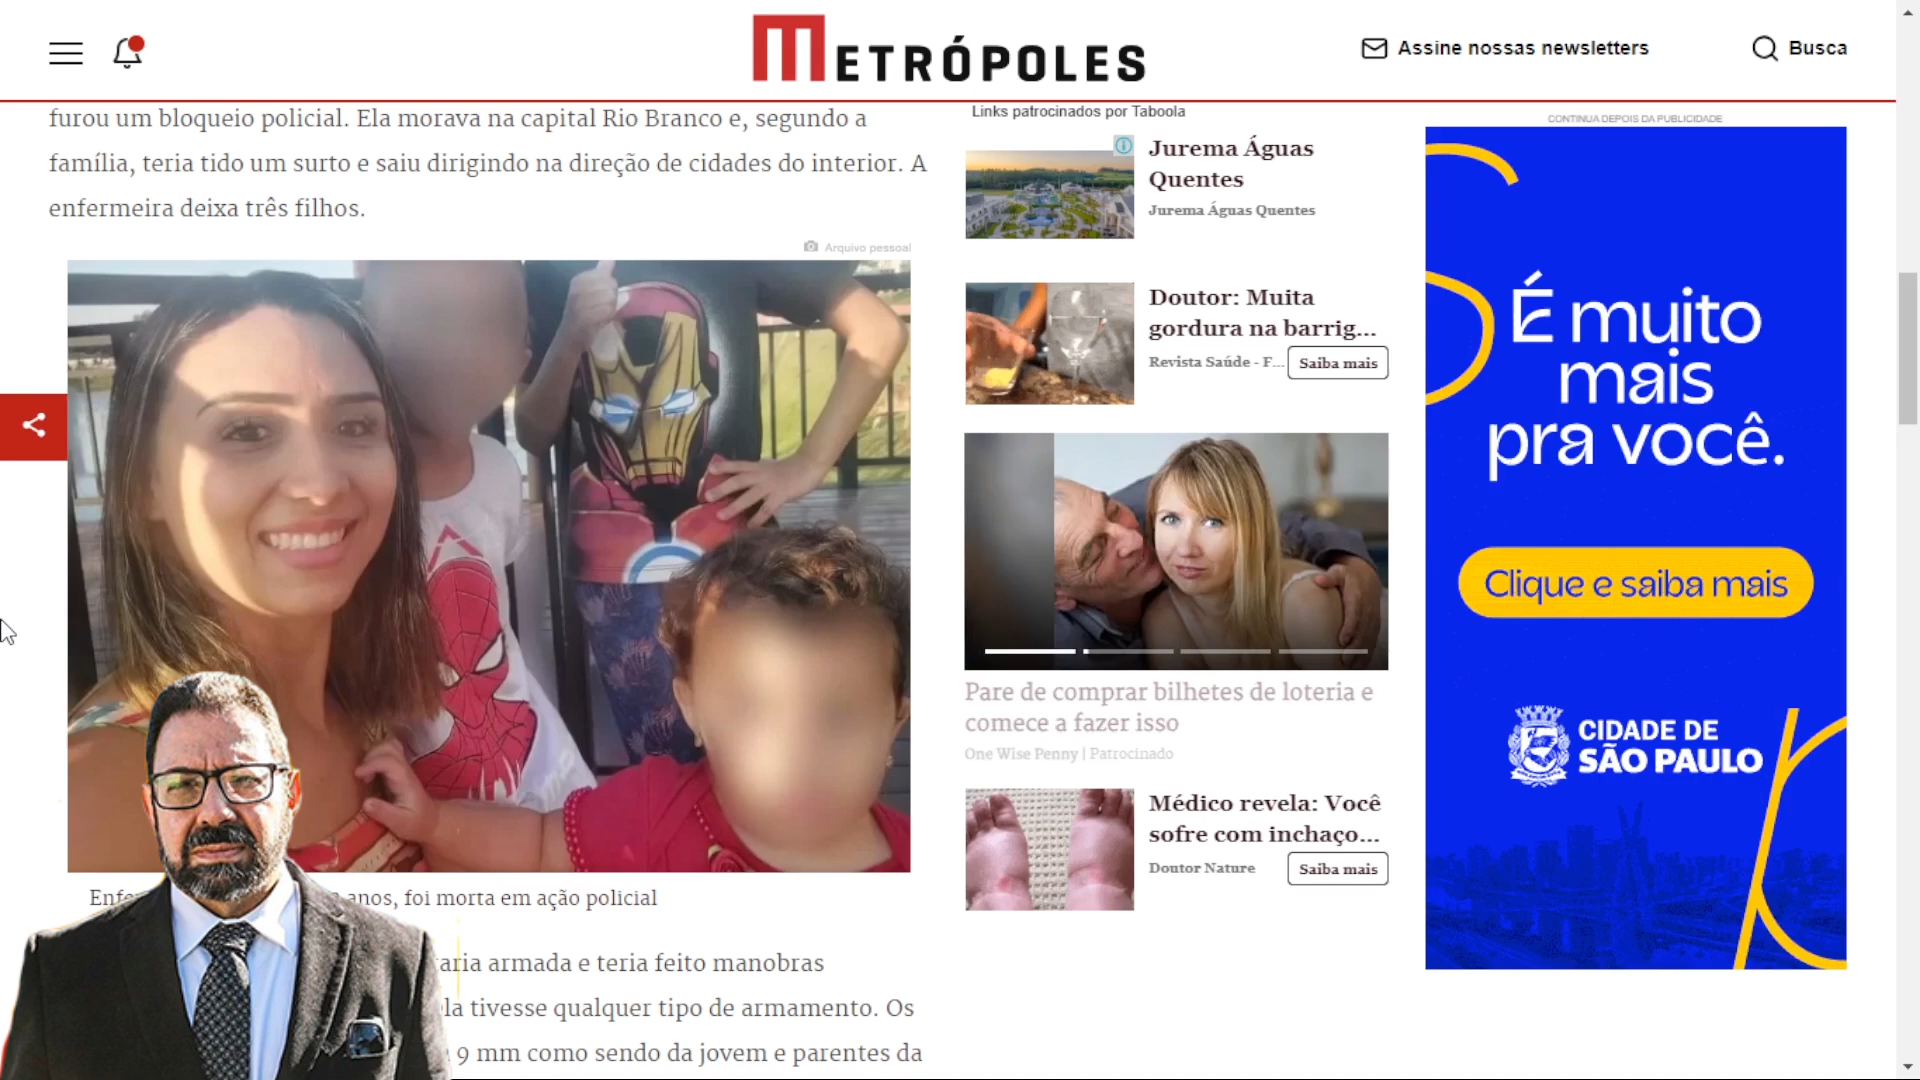 METRÓPOLES
Assine nossas newsletters
Busca
furou um bloqueio policial. Ela morava na capital Rio Branco e, segundo a
família, teria tido um surto e saiu dirigindo na direção de cidades do interior. A
enfermeira deixa três filhos.
Arquivo pessoal
anos, foi morta em ação policial
armada e teria feito manobras
tivesse qualquer tipo de armamento. Os
9 mm como sendo da jovem e parentes da
Links patrocinados por Taboola
Jurema Águas
Quentes
Jurema Águas Quentes
Doutor: Muita
gordura na barrig...
Revista Saúde - F...
Saiba mais
Pare de comprar bilhetes de loteria e
comece a fazer isso
One Wise Penny | Patrocinado
Médico revela: Você
sofre com inchaço...
Doutor Nature
Saiba mais
CONTINUA DEPOIS DA PUBLICIDADE
É muito
mais
pra você.
Clique e saiba mais
CIDADE DE
SÃO PAULO